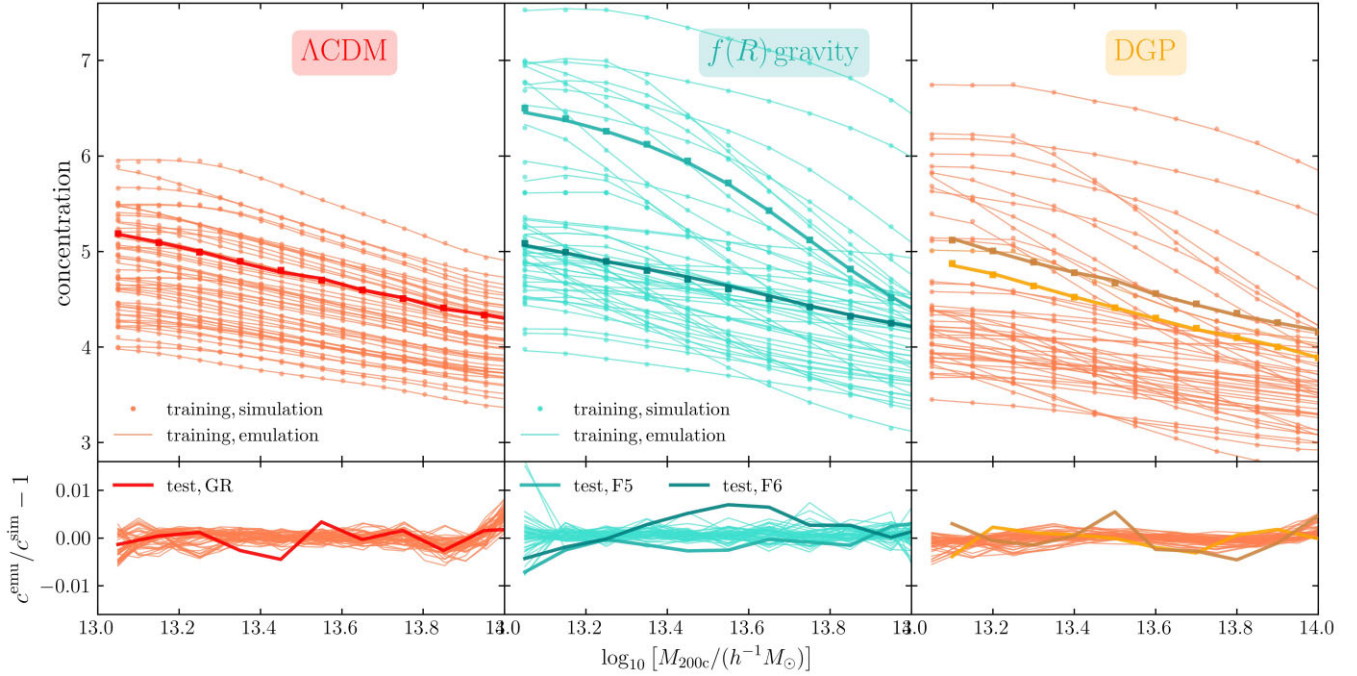 ΛCDM
f(R) gravity
DGP
7
6
5
4
3
concentration
training, simulation
training, emulation
training, simulation
training, emulation
test, GR
test, F5
test, F6
0.01
0.00
−0.01
c^emu/c^sim − 1
13.0 13.2 13.4 13.6 13.8 13.0 13.2 13.4 13.6 13.8 13.0 13.2 13.4 13.6 13.8 14.0
log₁₀ [M₂₀₀c/(h⁻¹M⊙)]